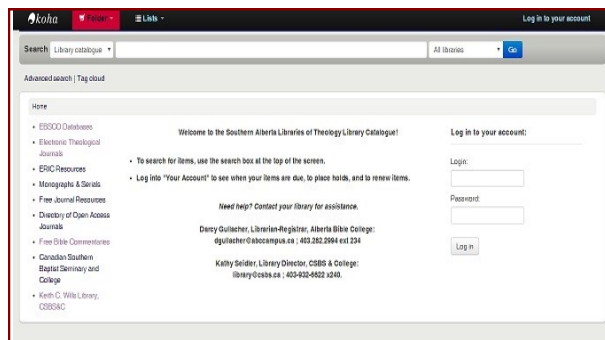 koha Folder Lists Log in to your account
Search Library catalogue All libraries Go
Advanced search | Tag cloud
Home
EBSCO Databases
Electronic Theological
Journals
ERIC Resources
Monographs & Serials
Free Journal Resources
Directory of Open Access
Journals
Free Bible Commentaries
Canadian Southern
Baptist Seminary and
College
Keith C. Wills Library,
CSBS&C
Welcome to the Southern Alberta Libraries of Theology Library Catalogue!
To search for items, use the search box at the top of the screen.
Log into "Your Account" to see when your items are due, to place holds, and to renew items.
Need help? Contact your library for assistance.
Darcy Gullacher, Librarian-Registrar, Alberta Bible College:
dgullacher@abccampus.ca ; 403.282.2994 ext 234
Kathy Seidler, Library Director, CSBS & College:
library@csbs.ca ; 403-932-6622 x240.
Log in to your account:
Login:
Password:
Log in